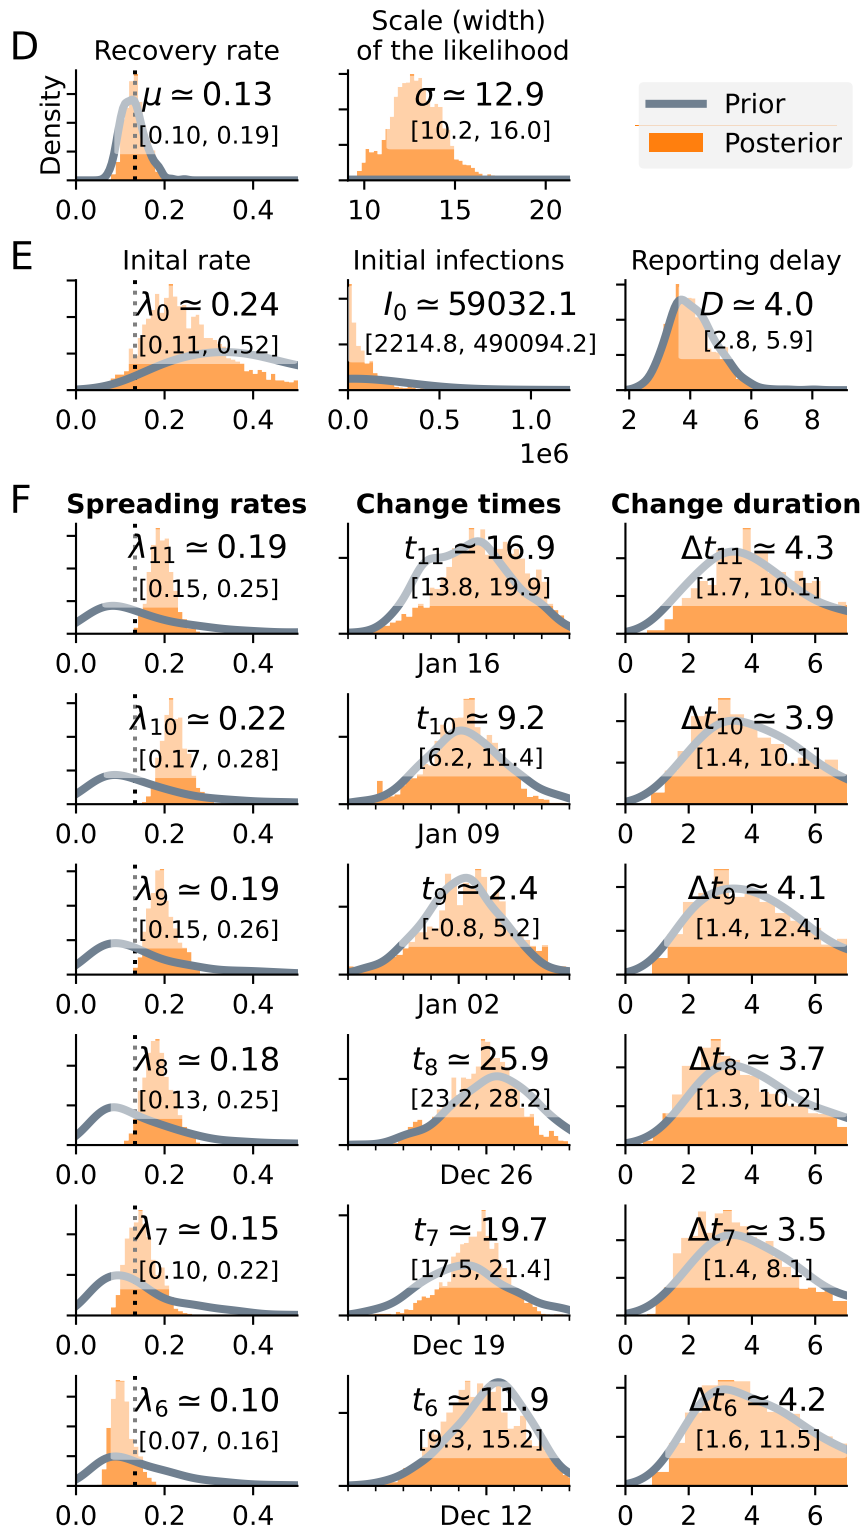 D
Recovery rate
Scale (width)
of the likelihood
Density
μ ≃ 0.13
[0.10, 0.19]
σ ≃ 12.9
[10.2, 16.0]
Prior
Posterior
0.0 0.2 0.4
10 15 20
E
Inital rate
Initial infections
Reporting delay
λ0 ≃ 0.24
[0.11, 0.52]
I0 ≃ 59032.1
[2214.8, 490094.2]
D ≃ 4.0
[2.8, 5.9]
0.0 0.2 0.4
0.0 0.5 1.0
1e6
2 4 6 8
F
Spreading rates
Change times
Change duration
λ11 ≃ 0.19
[0.15, 0.25]
t11 ≃ 16.9
[13.8, 19.9]
Δt11 ≃ 4.3
[1.7, 10.1]
0.0 0.2 0.4
Jan 16
0 2 4 6
λ10 ≃ 0.22
[0.17, 0.28]
t10 ≃ 9.2
[6.2, 11.4]
Δt10 ≃ 3.9
[1.4, 10.1]
0.0 0.2 0.4
Jan 09
0 2 4 6
λ9 ≃ 0.19
[0.15, 0.26]
t9 ≃ 2.4
[-0.8, 5.2]
Δt9 ≃ 4.1
[1.4, 12.4]
0.0 0.2 0.4
Jan 02
0 2 4 6
λ8 ≃ 0.18
[0.13, 0.25]
t8 ≃ 25.9
[23.2, 28.2]
Δt8 ≃ 3.7
[1.3, 10.2]
0.0 0.2 0.4
Dec 26
0 2 4 6
λ7 ≃ 0.15
[0.10, 0.22]
t7 ≃ 19.7
[17.5, 21.4]
Δt7 ≃ 3.5
[1.4, 8.1]
0.0 0.2 0.4
Dec 19
0 2 4 6
λ6 ≃ 0.10
[0.07, 0.16]
t6 ≃ 11.9
[9.3, 15.2]
Δt6 ≃ 4.2
[1.6, 11.5]
0.0 0.2 0.4
Dec 12
0 2 4 6